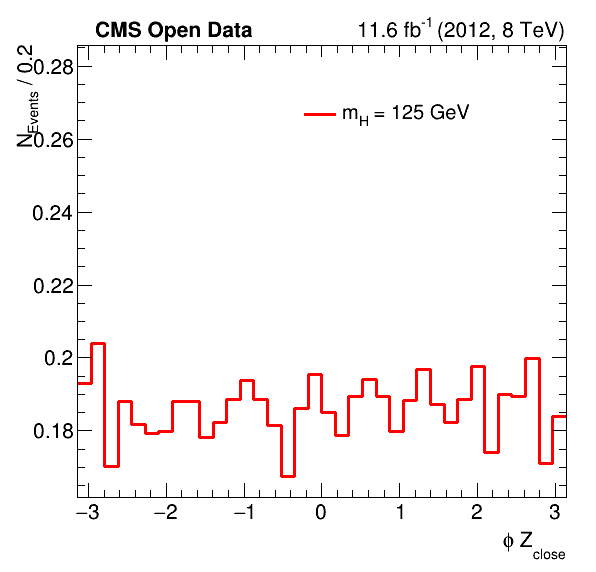 CMS Open Data 11.6 fb-1 (2012, 8 TeV)
NEvents / 0.2
0.28
mH = 125 GeV
0.26
0.24
0.22
0.2
0.18
−3 −2 −1 0 1 2 3
ϕ Zclose